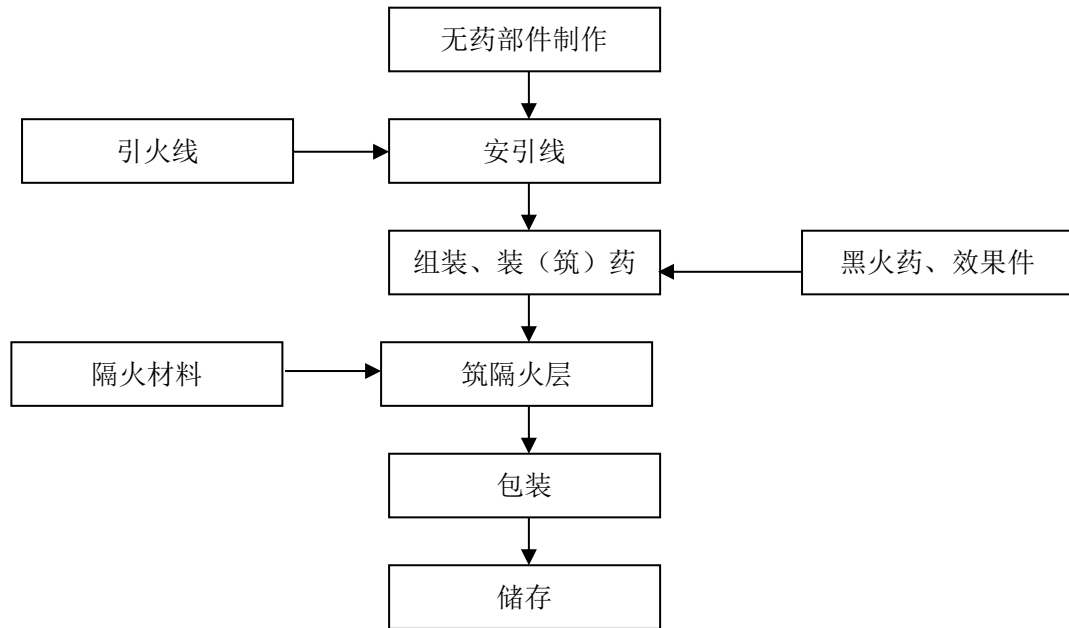 无药部件制作
引火线
安引线
组装、装（筑）药
黑火药、效果件
隔火材料
筑隔火层
包装
储存